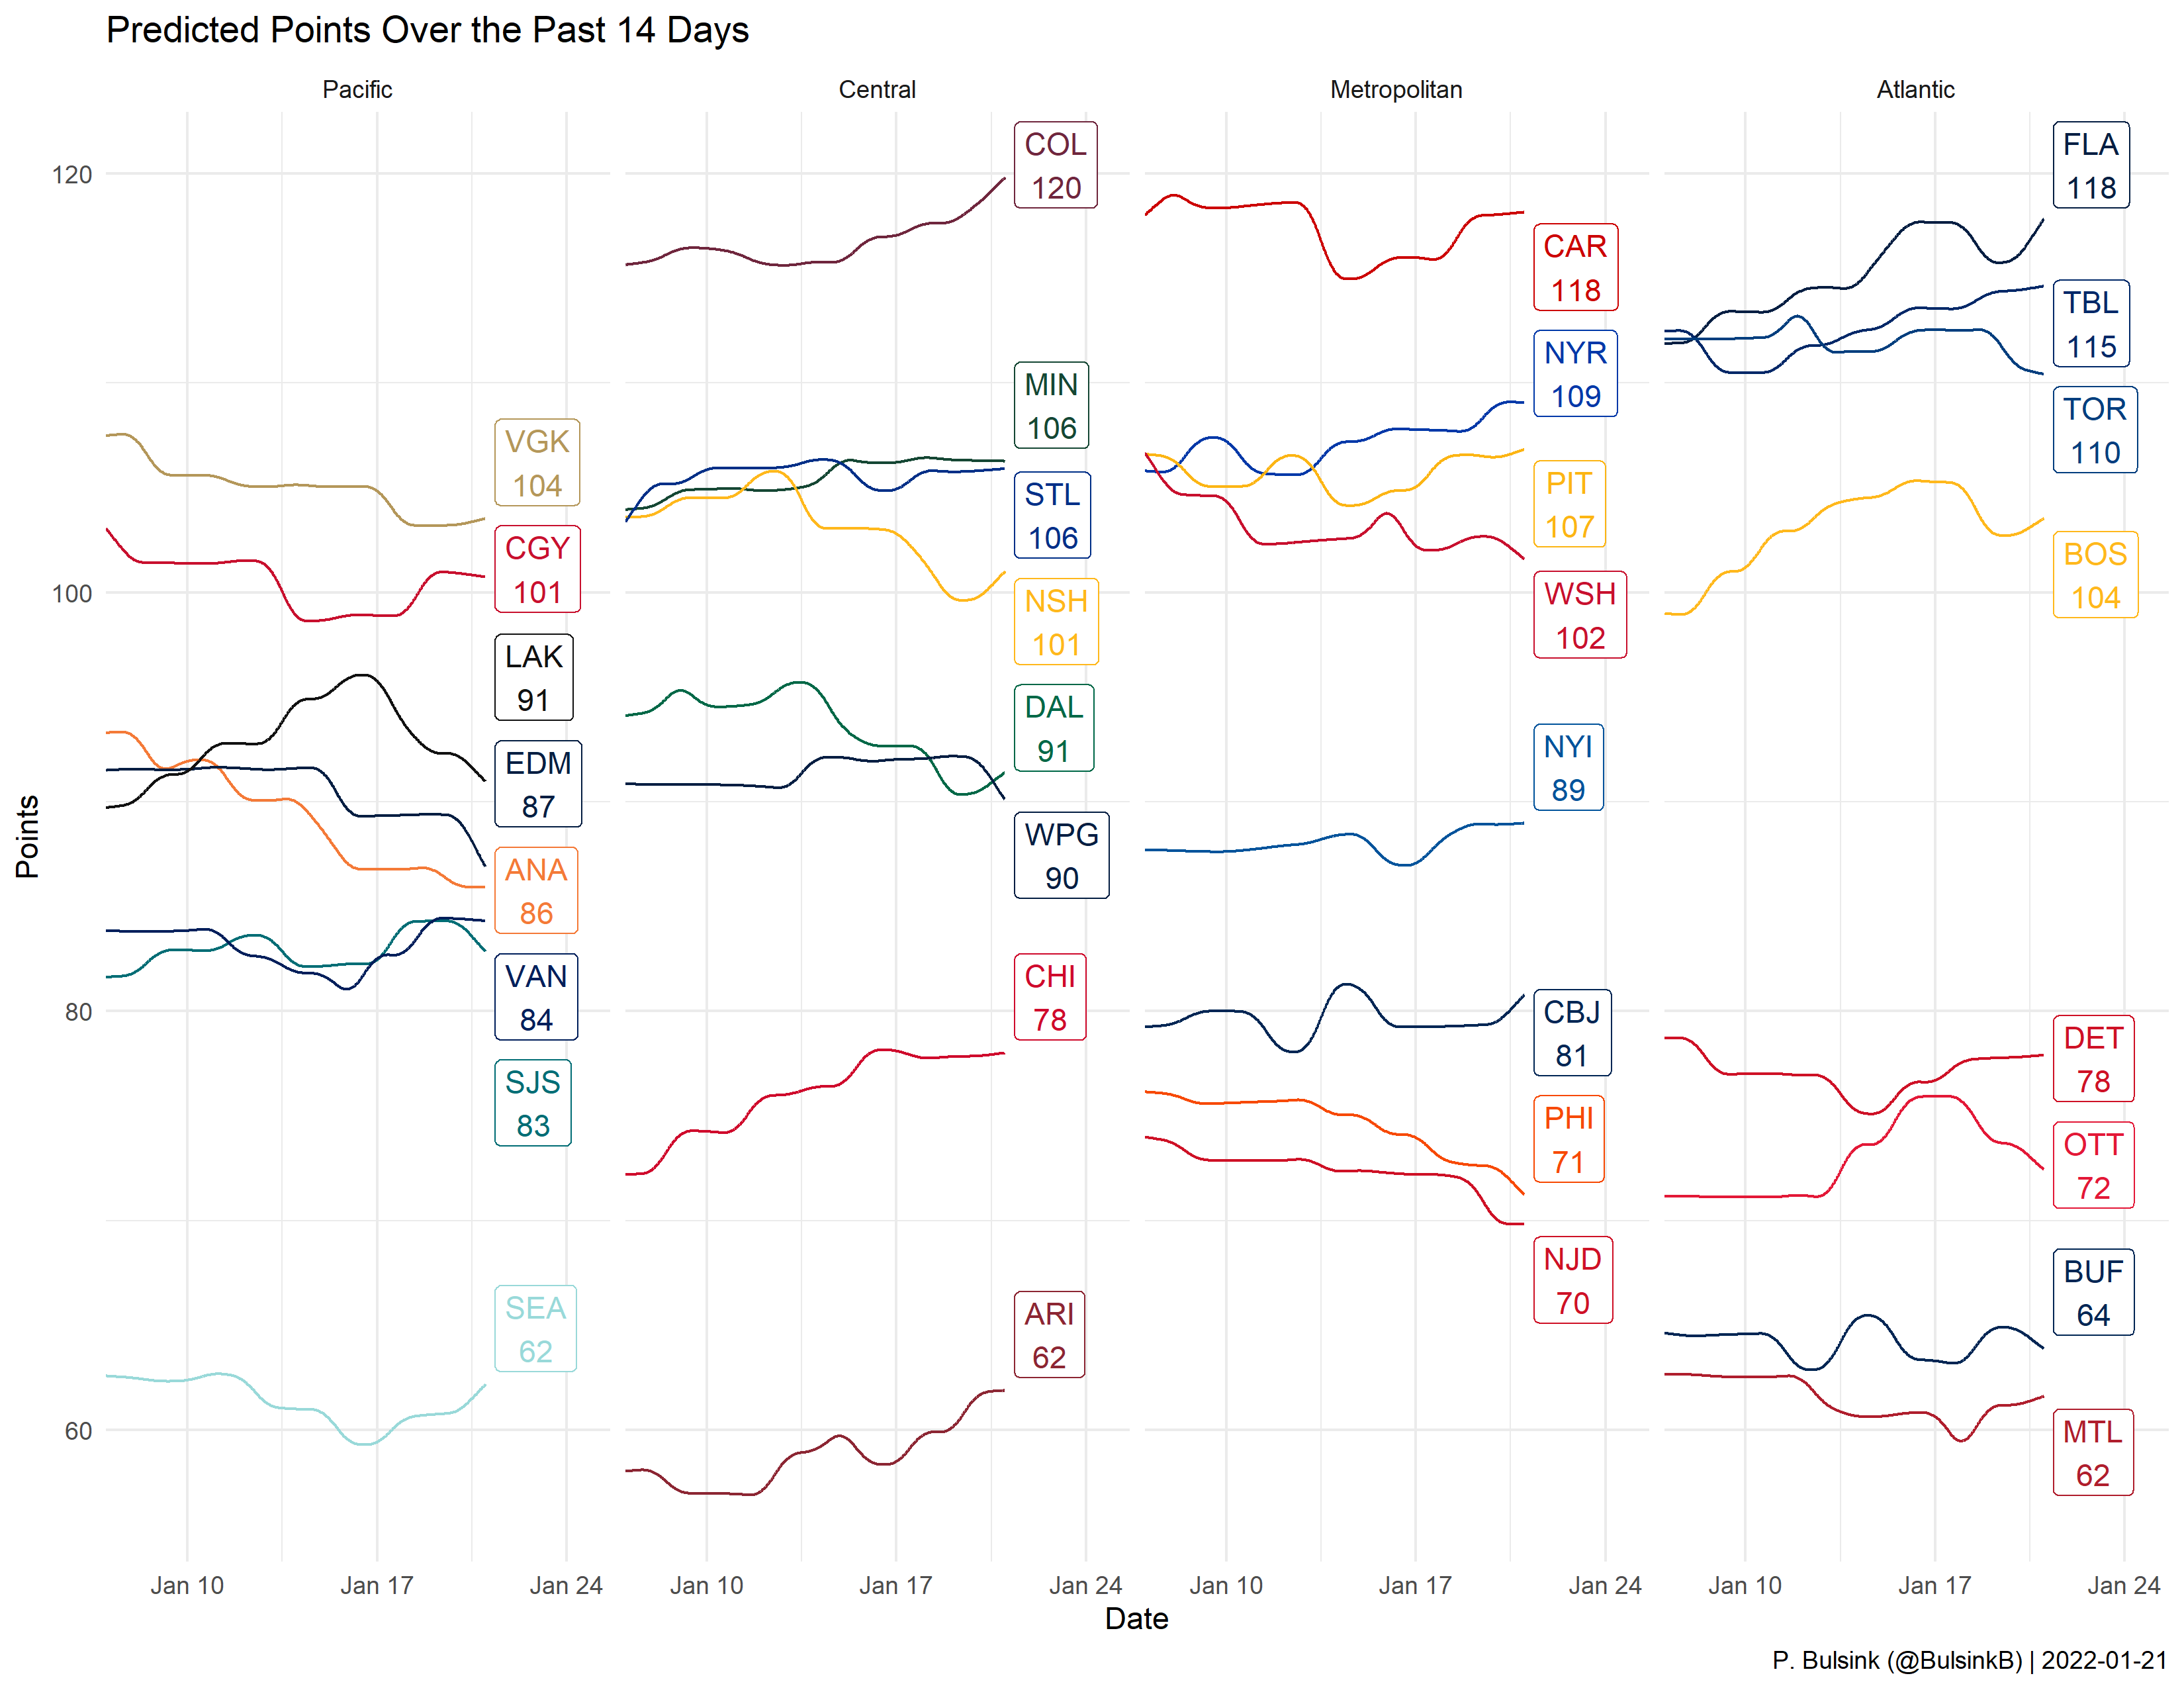 Predicted Points Over the Past 14 Days
Pacific
Central
Metropolitan
Atlantic
Points
120
100
80
60
VGK
104
CGY
101
LAK
91
EDM
87
ANA
86
VAN
84
SJS
83
SEA
62
COL
120
MIN
106
STL
106
NSH
101
DAL
91
WPG
90
CHI
78
ARI
62
CAR
118
NYR
109
PIT
107
WSH
102
NYI
89
CBJ
81
PHI
71
NJD
70
FLA
118
TBL
115
TOR
110
BOS
104
DET
78
OTT
72
BUF
64
MTL
62
Jan 10
Jan 17
Jan 24
Jan 10
Jan 17
Jan 24
Jan 10
Jan 17
Jan 24
Jan 10
Jan 17
Jan 24
Date
P. Bulsink (@BulsinkB) | 2022-01-21